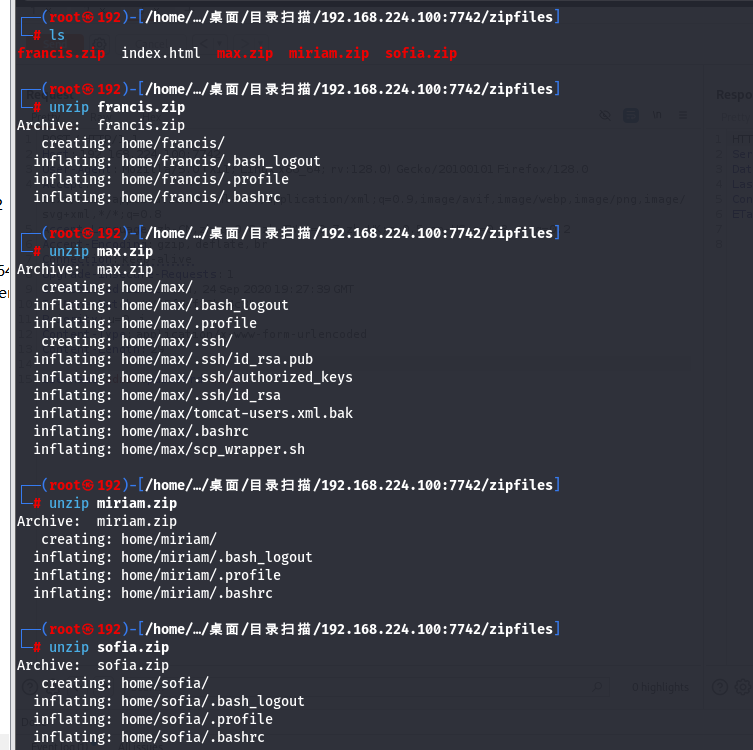 ┌──(root㉿192)-[/home/…/桌面/目录扫描/192.168.224.100:7742/zipfiles]
└─# ls
francis.zip  index.html  max.zip  miriam.zip  sofia.zip
┌──(root㉿192)-[/home/…/桌面/目录扫描/192.168.224.100:7742/zipfiles]
└─# unzip francis.zip
Archive:  francis.zip
   creating: home/francis/
  inflating: home/francis/.bash_logout
  inflating: home/francis/.profile
  inflating: home/francis/.bashrc
┌──(root㉿192)-[/home/…/桌面/目录扫描/192.168.224.100:7742/zipfiles]
└─# unzip max.zip
Archive:  max.zip
   creating: home/max/
  inflating: home/max/.bash_logout
  inflating: home/max/.profile
   creating: home/max/.ssh/
  inflating: home/max/.ssh/id_rsa.pub
  inflating: home/max/.ssh/authorized_keys
  inflating: home/max/.ssh/id_rsa
  inflating: home/max/tomcat-users.xml.bak
  inflating: home/max/.bashrc
  inflating: home/max/scp_wrapper.sh
┌──(root㉿192)-[/home/…/桌面/目录扫描/192.168.224.100:7742/zipfiles]
└─# unzip miriam.zip
Archive:  miriam.zip
   creating: home/miriam/
  inflating: home/miriam/.bash_logout
  inflating: home/miriam/.profile
  inflating: home/miriam/.bashrc
┌──(root㉿192)-[/home/…/桌面/目录扫描/192.168.224.100:7742/zipfiles]
└─# unzip sofia.zip
Archive:  sofia.zip
   creating: home/sofia/
  inflating: home/sofia/.bash_logout
  inflating: home/sofia/.profile
  inflating: home/sofia/.bashrc